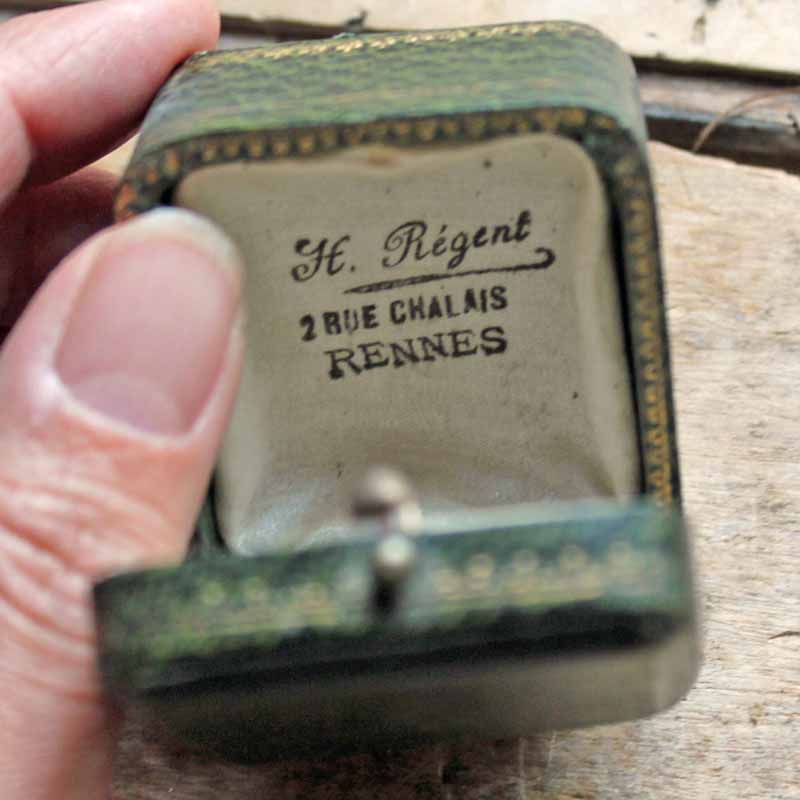 H. Régent
2 RUE CHALAIS
RENNES